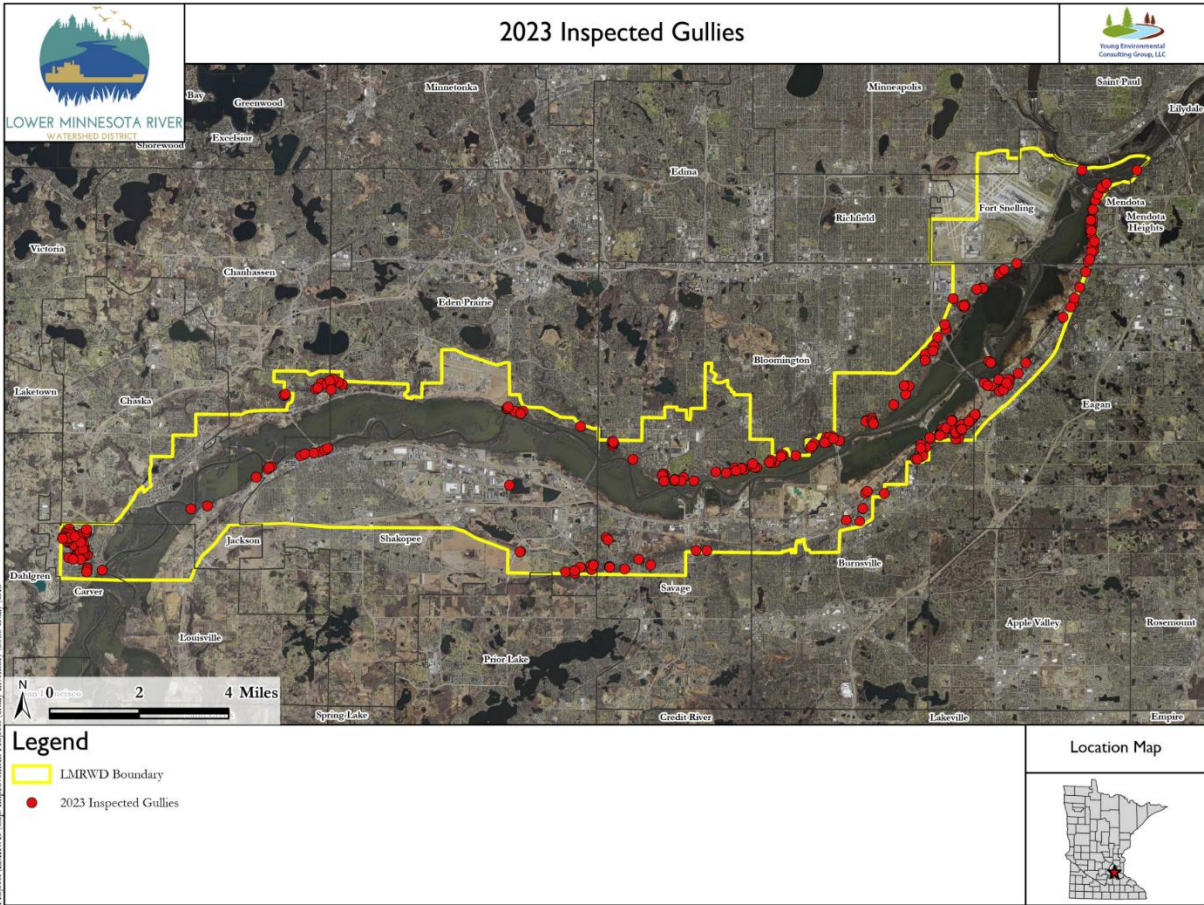 2023 Inspected Gullies
LOWER MINNESOTA RIVER
WATERSHED DISTRICT
Young Environmental
Consulting Group, LLC
Bay
Greenwood
Excelsior
Shorewood
Minnetonka
Minneapolis
Saint Paul
Lilydale
Edina
Richfield
Fort Snelling
Mendota
Mendota
Heights
Victoria
Chanhassen
Eden Prairie
Bloomington
Laketown
Chaska
Eagan
Jackson
Shakopee
Dahlgren
Carver
Savage
Burnsville
Louisville
Apple Valley
Rosemount
Prior Lake
N
0 2 4 Miles
Spring Lake
Credit River
Lakeville
Empire
Legend
LMRWD Boundary
2023 Inspected Gullies
Location Map